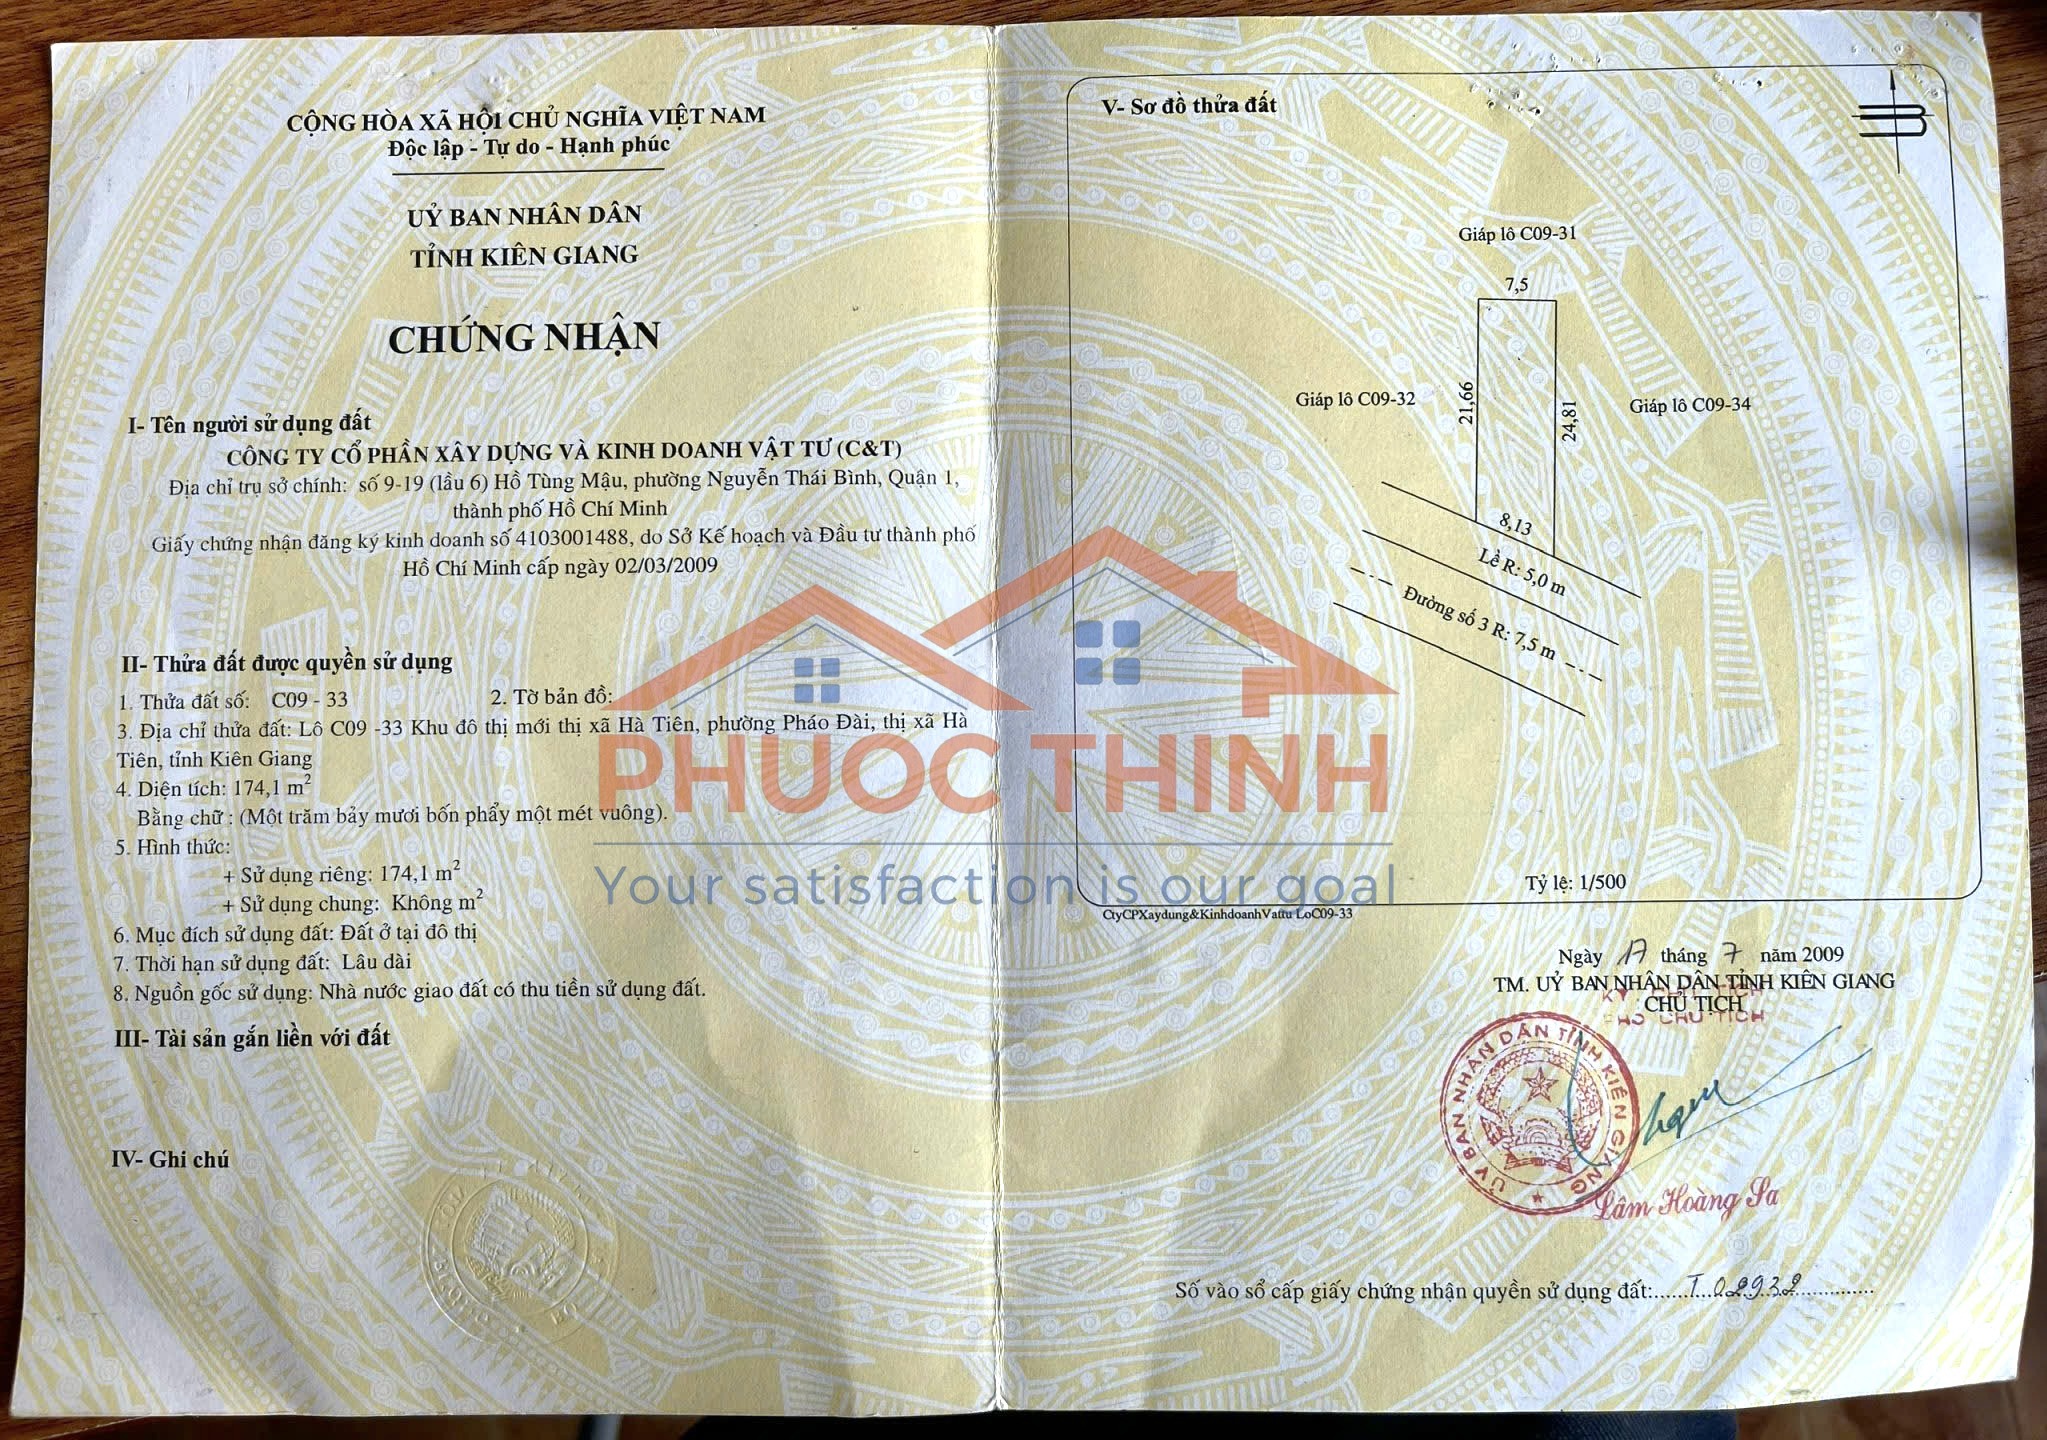 CỘNG HÒA XÃ HỘI CHỦ NGHĨA VIỆT NAM
Độc lập - Tự do - Hạnh phúc
UỶ BAN NHÂN DÂN
TỈNH KIÊN GIANG
CHỨNG NHẬN
I- Tên người sử dụng đất
CÔNG TY CỔ PHẦN XÂY DỰNG VÀ KINH DOANH VẬT TƯ (C&T)
Địa chỉ trụ sở chính: số 9-19 (lầu 6) Hồ Tùng Mậu, phường Nguyễn Thái Bình, Quận 1,
thành phố Hồ Chí Minh
Giấy chứng nhận đăng ký kinh doanh số 4103001488, do Sở Kế hoạch và Đầu tư thành phố
Hồ Chí Minh cấp ngày 02/03/2009
II- Thửa đất được quyền sử dụng
1. Thửa đất số: C09 - 33 2. Tờ bản đồ:
3. Địa chỉ thửa đất: Lô C09 -33 Khu đô thị mới thị xã Hà Tiên, phường Pháo Đài, thị xã Hà
Tiên, tỉnh Kiên Giang
4. Diện tích: 174,1 m2
Bằng chữ : (Một trăm bảy mươi bốn phẩy một mét vuông).
5. Hình thức:
+ Sử dụng riêng: 174,1 m2
+ Sử dụng chung: Không m2
6. Mục đích sử dụng đất: Đất ở tại đô thị
7. Thời hạn sử dụng đất: Lâu dài
8. Nguồn gốc sử dụng: Nhà nước giao đất có thu tiền sử dụng đất.
III- Tài sản gắn liền với đất
IV- Ghi chú
V- Sơ đồ thửa đất
B
Giáp lô C09-31
7,5
Giáp lô C09-32
21,66
24,81
Giáp lô C09-34
8,13
Lề R: 5,0 m
Đường số 3 R: 7,5 m
Tỷ lệ: 1/500
CtyCPXaydung&KinhdoanhVattu LoC09-33
PHUOC THINH
Your satisfaction is our goal
Ngày 17 tháng 7 năm 2009
TM. UỶ BAN NHÂN DÂN TỈNH KIÊN GIANG
CHỦ TỊCH
KT. CHỦ TỊCH
PHÓ CHỦ TỊCH
ỦY BAN NHÂN DÂN TỈNH KIÊN GIANG
Lâm Hoàng Sa
Số vào sổ cấp giấy chứng nhận quyền sử dụng đất:......T.02932..............